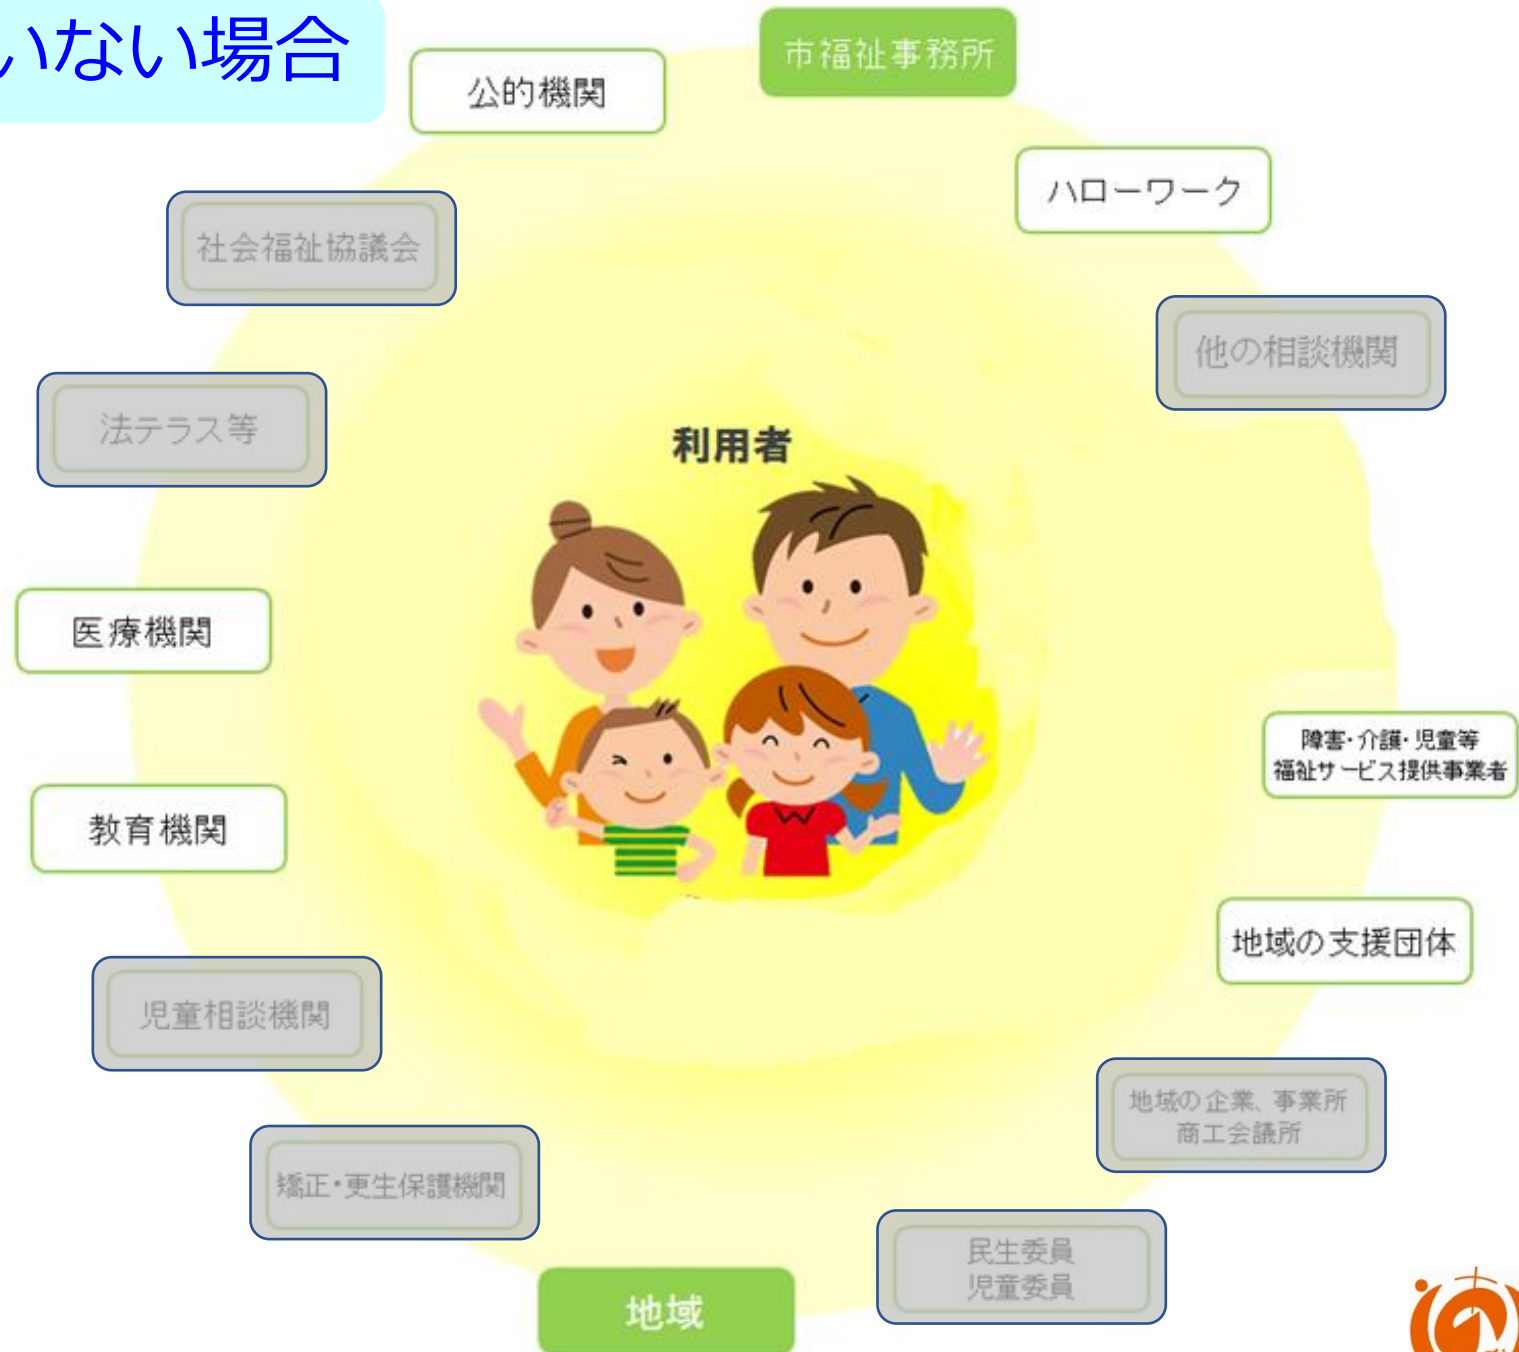 いない場合
市福祉事務所
公的機関
ハローワーク
社会福祉協議会
他の相談機関
法テラス等
利用者
医療機関
障害・介護・児童等
福祉サービス提供事業者
教育機関
地域の支援団体
児童相談機関
地域の企業、事業所
商工会議所
矯正・更生保護機関
民生委員
児童委員
地域